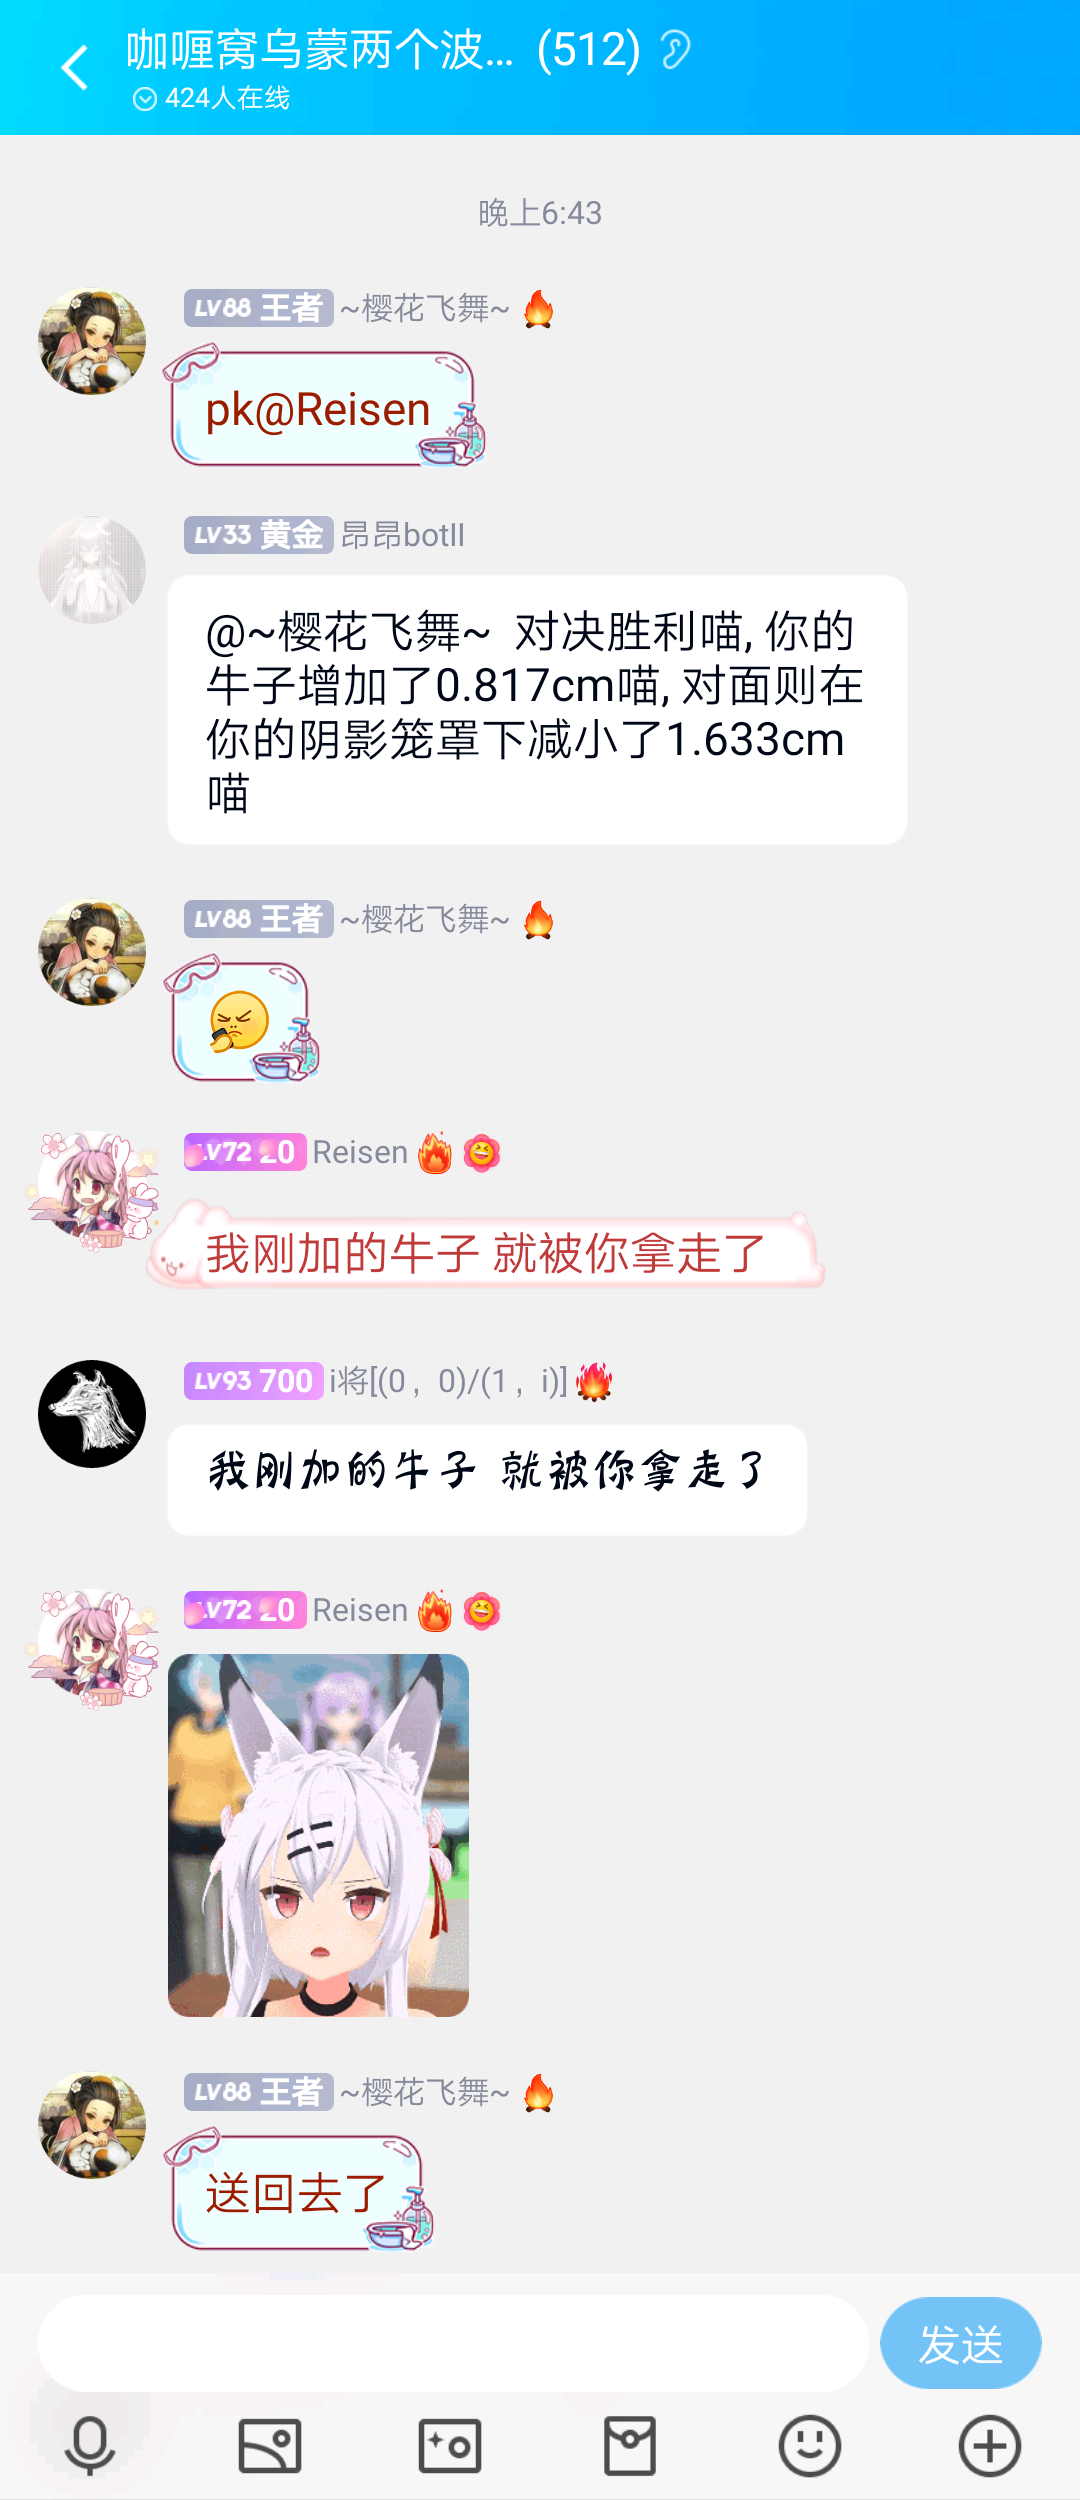 咖喱窝乌蒙两个波... (512)
424人在线
晚上6:43
LV88 王者 ~樱花飞舞~
pk@Reisen
LV33 黄金 昂昂botII
@~樱花飞舞~ 对决胜利喵, 你的
牛子增加了0.817cm喵, 对面则在
你的阴影笼罩下减小了1.633cm
喵
LV88 王者 ~樱花飞舞~
LV72 20 Reisen
我刚加的牛子 就被你拿走了
LV93 700 i将[(0，0)/(1，i)]
我刚加的牛子 就被你拿走了
LV72 20 Reisen
LV88 王者 ~樱花飞舞~
送回去了
发送